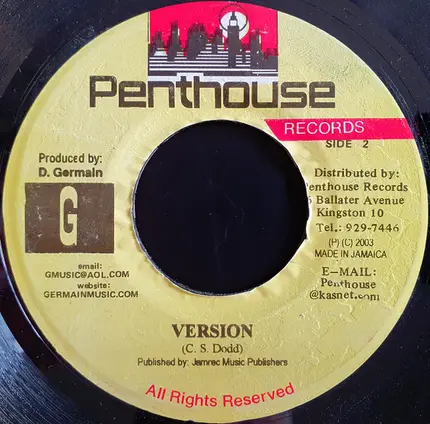 Penthouse
RECORDS
SIDE 2
Produced by:
D. Germain
G
email:
GMUSIC@AOL.COM
website:
GERMAINMUSIC.COM
Distributed by:
Penthouse Records
Ballater Avenue
Kingston 10
Tel.: 929-7446
(P) (C) 2003
MADE IN JAMAICA
E-MAIL:
Penthouse
@kasnet.com
VERSION
(C. S. Dodd)
Published by: Jamrec Music Publishers
All Rights Reserved